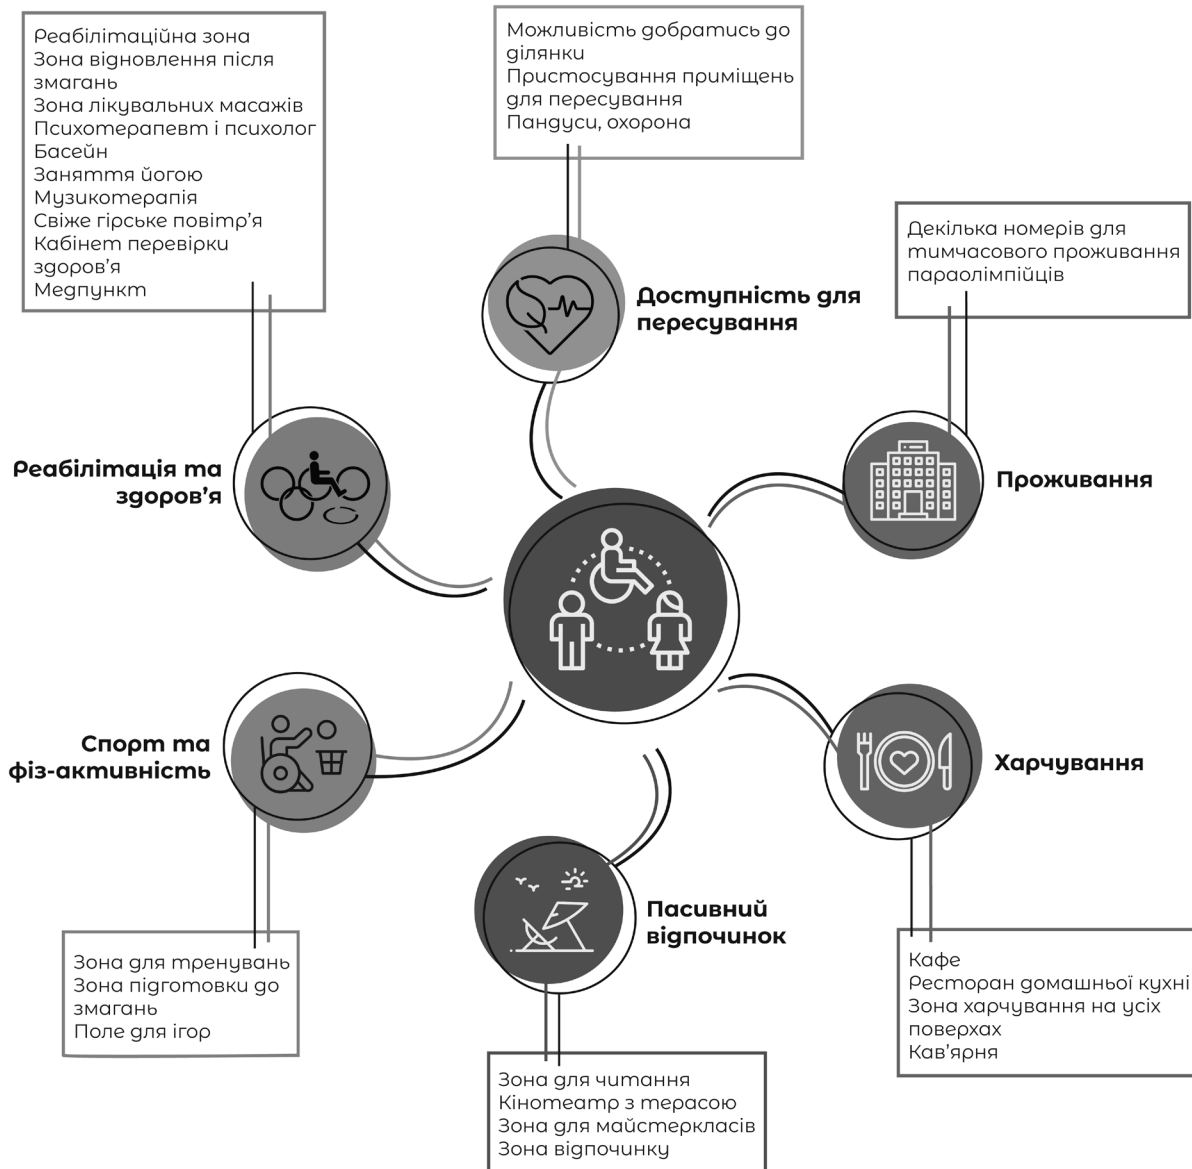 Реабілітаційна зона
Зона відновлення після
змагань
Зона лікувальних масажів
Психотерапевт і психолог
Басейн
Заняття йогою
Музикотерапія
Свіже гірське повітр’я
Кабінет перевірки
здоров’я
Медпункт
Можливість добратись до
ділянки
Пристосування приміщень
для пересування
Пандуси, охорона
Декілька номерів для
тимчасового проживання
параолімпійців
Доступність для
пересування
Реабілітація та
здоров’я
Проживання
Спорт та
фіз-активність
Харчування
Пасивний
відпочинок
Зона для тренувань
Зона підготовки до
змагань
Поле для ігор
Зона для читання
Кінотеатр з терасою
Зона для майстеркласів
Зона відпочинку
Кафе
Ресторан домашньої кухні
Зона харчування на усіх
поверхах
Кав’ярня